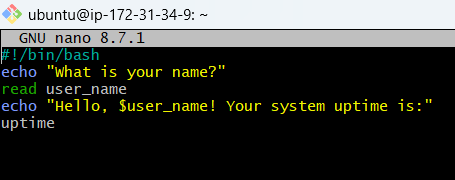 ubuntu@ip-172-31-34-9: ~
GNU nano 8.7.1
#!/bin/bash
echo "What is your name?"
read user_name
echo "Hello, $user_name! Your system uptime is:"
uptime